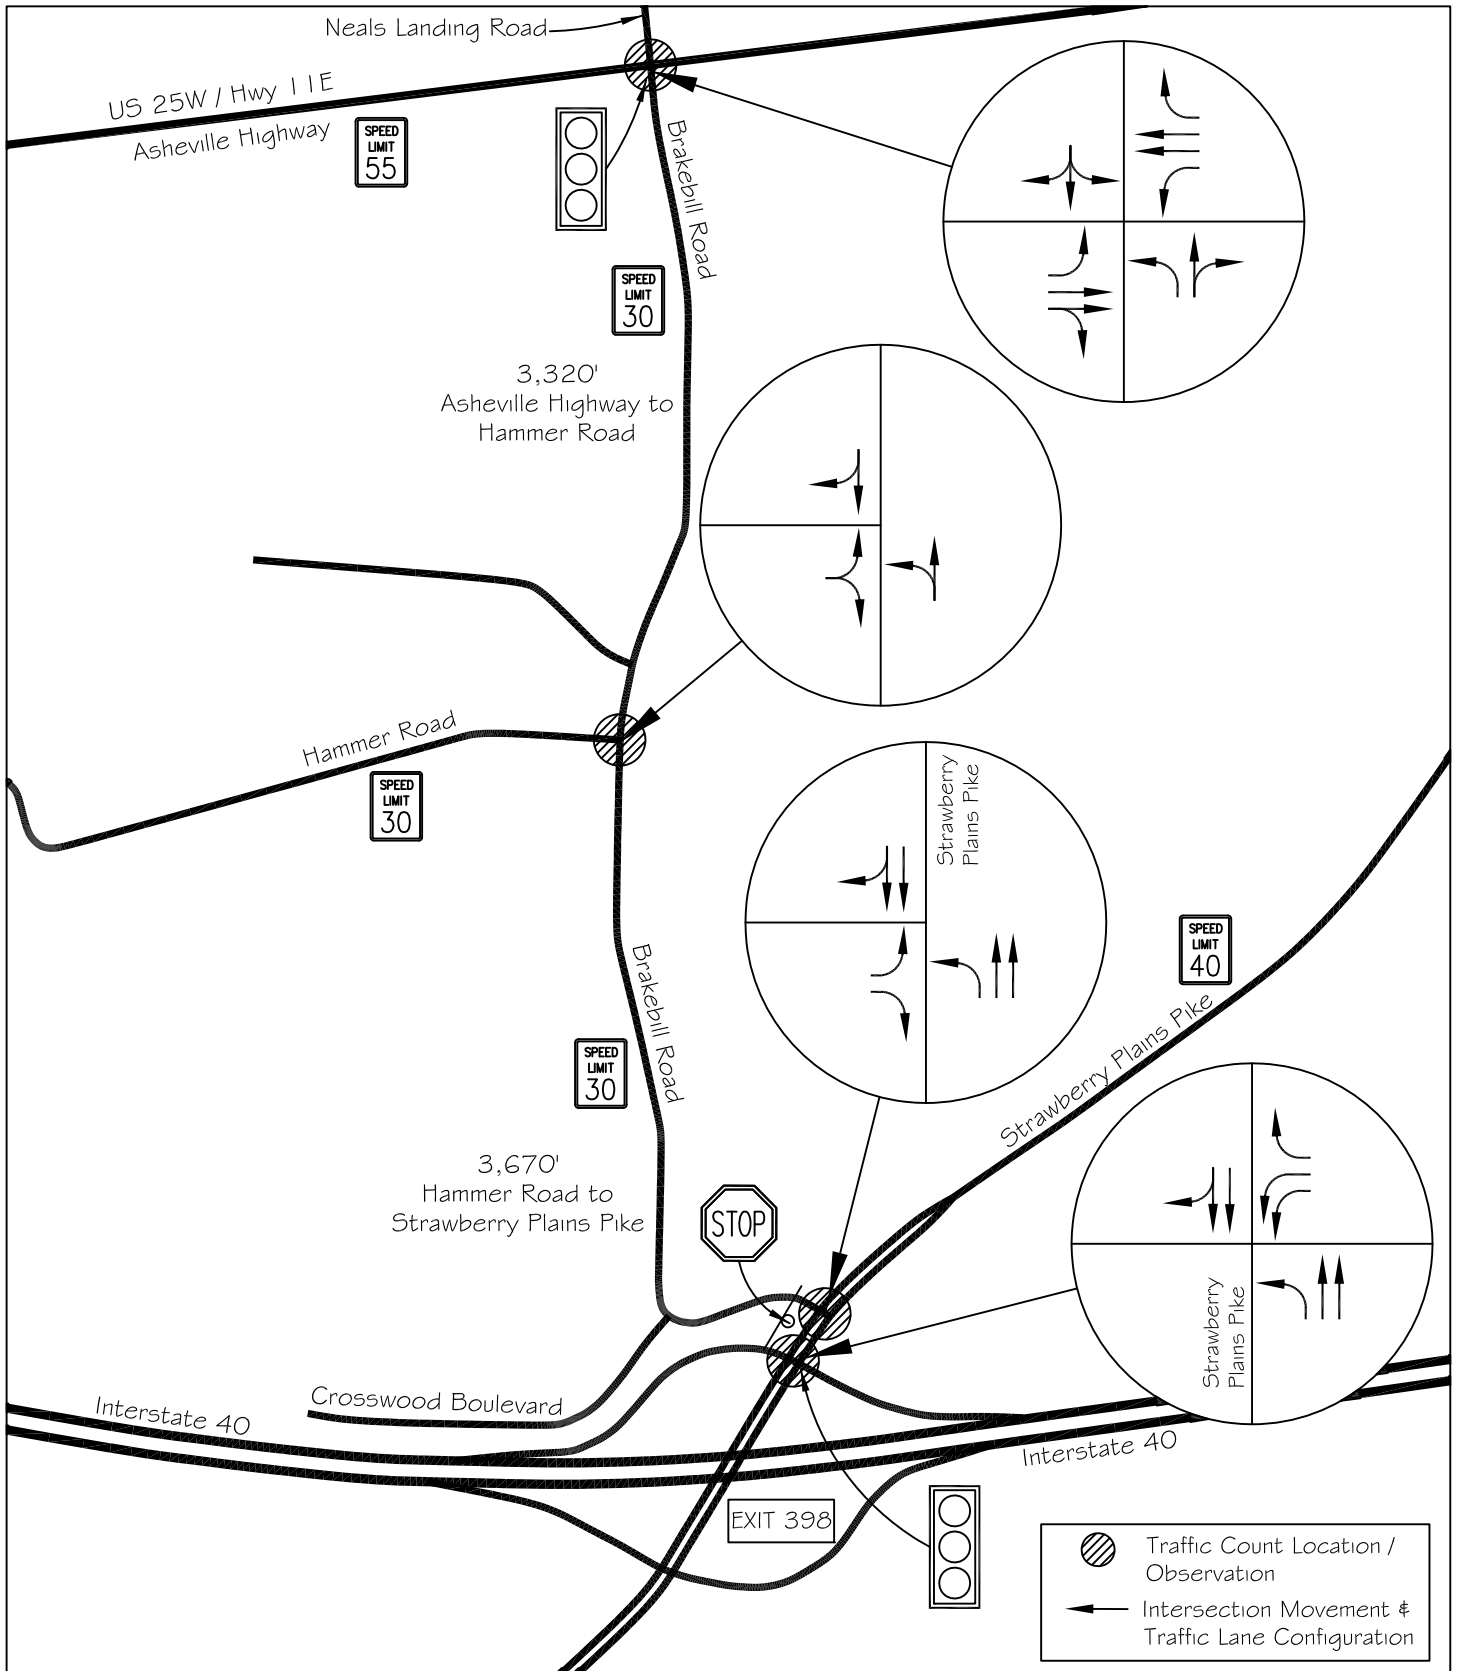 Neals Landing Road
US 25W / Hwy 11E
Asheville Highway
SPEED
LIMIT
55
Brakebill Road
SPEED
LIMIT
30
3,320'
Asheville Highway to
Hammer Road
Hammer Road
SPEED
LIMIT
30
Strawberry
Plains Pike
SPEED
LIMIT
40
Brakebill Road
Strawberry Plains Pike
SPEED
LIMIT
30
3,670'
Hammer Road to
Strawberry Plains Pike
STOP
Strawberry
Plains Pike
Crosswood Boulevard
Interstate 40
Interstate 40
EXIT 398
Traffic Count Location /
Observation
Intersection Movement &
Traffic Lane Configuration